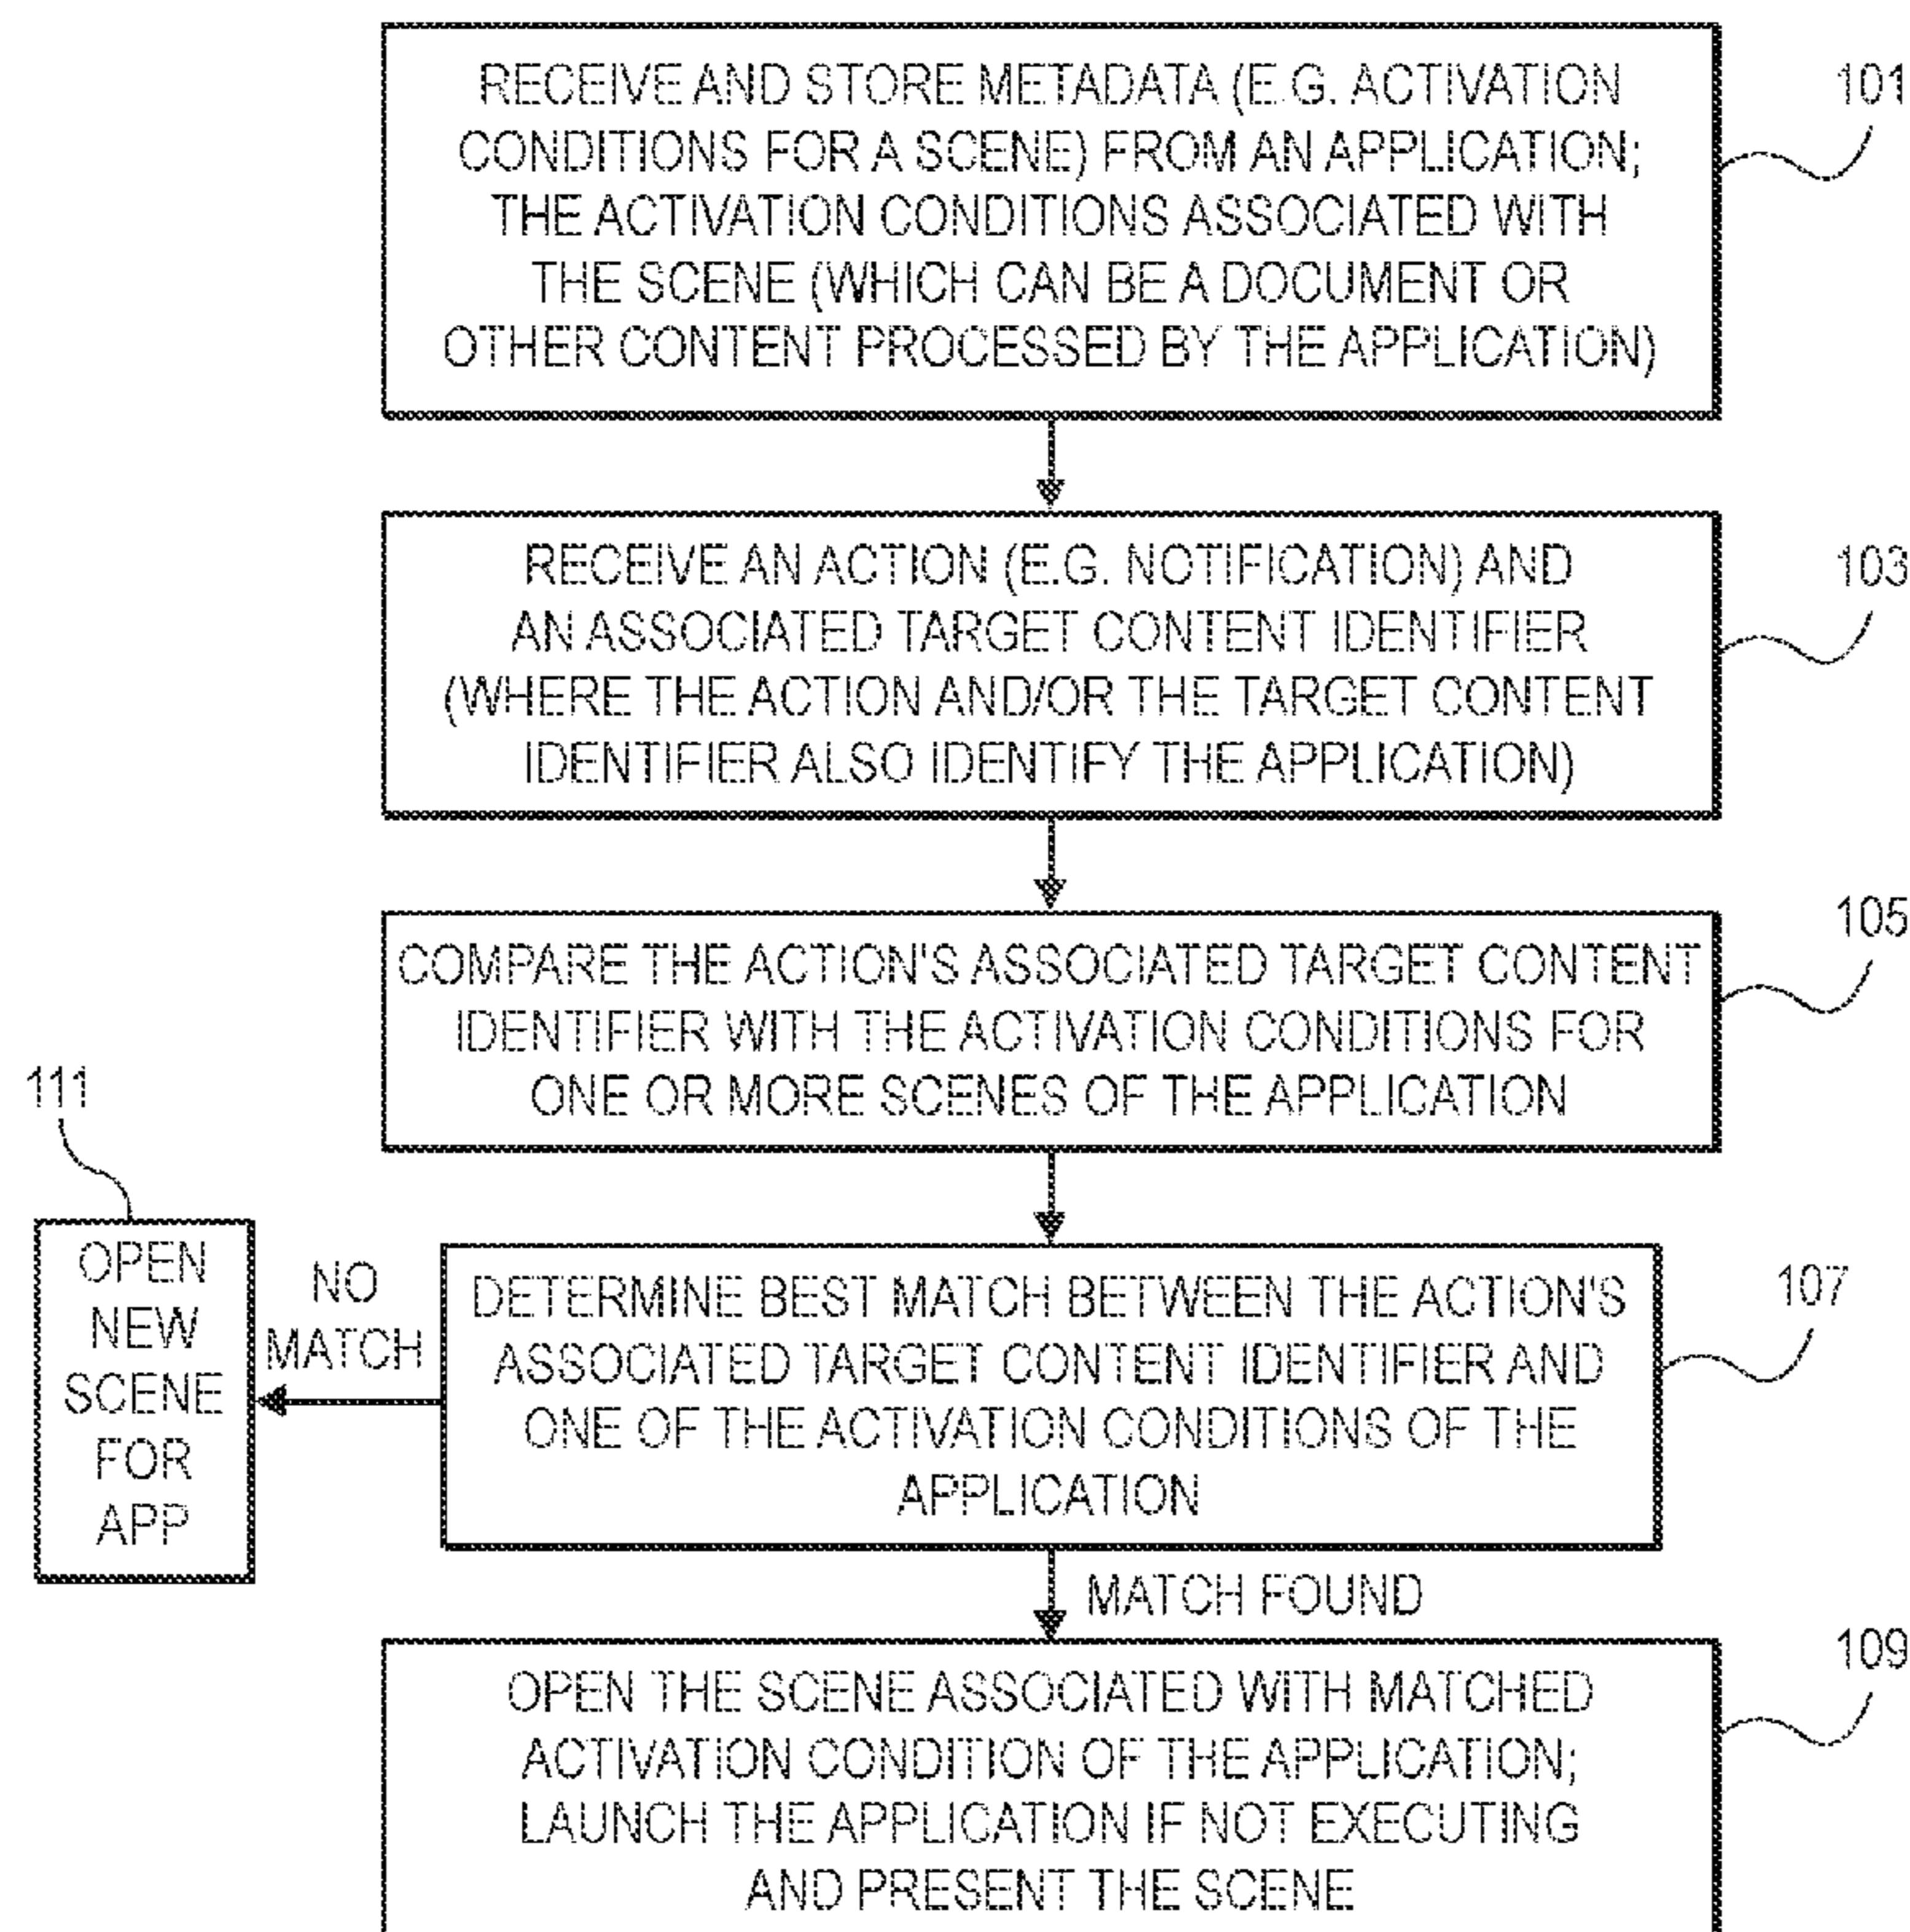 RECEIVE AND STORE METADATA (E.G. ACTIVATION
CONDITIONS FOR A SCENE) FROM AN APPLICATION;
THE ACTIVATION CONDITIONS ASSOCIATED WITH
THE SCENE (WHICH CAN BE A DOCUMENT OR
OTHER CONTENT PROCESSED BY THE APPLICATION)
101
RECEIVE AN ACTION (E.G. NOTIFICATION) AND
AN ASSOCIATED TARGET CONTENT IDENTIFIER
(WHERE THE ACTION AND/OR THE TARGET CONTENT
IDENTIFIER ALSO IDENTIFY THE APPLICATION)
103
COMPARE THE ACTION'S ASSOCIATED TARGET CONTENT
IDENTIFIER WITH THE ACTIVATION CONDITIONS FOR
ONE OR MORE SCENES OF THE APPLICATION
105
DETERMINE BEST MATCH BETWEEN THE ACTION'S
ASSOCIATED TARGET CONTENT IDENTIFIER AND
ONE OF THE ACTIVATION CONDITIONS OF THE
APPLICATION
107
NO
MATCH
111
OPEN
NEW
SCENE
FOR
APP
MATCH FOUND
OPEN THE SCENE ASSOCIATED WITH MATCHED
ACTIVATION CONDITION OF THE APPLICATION;
LAUNCH THE APPLICATION IF NOT EXECUTING
AND PRESENT THE SCENE
109